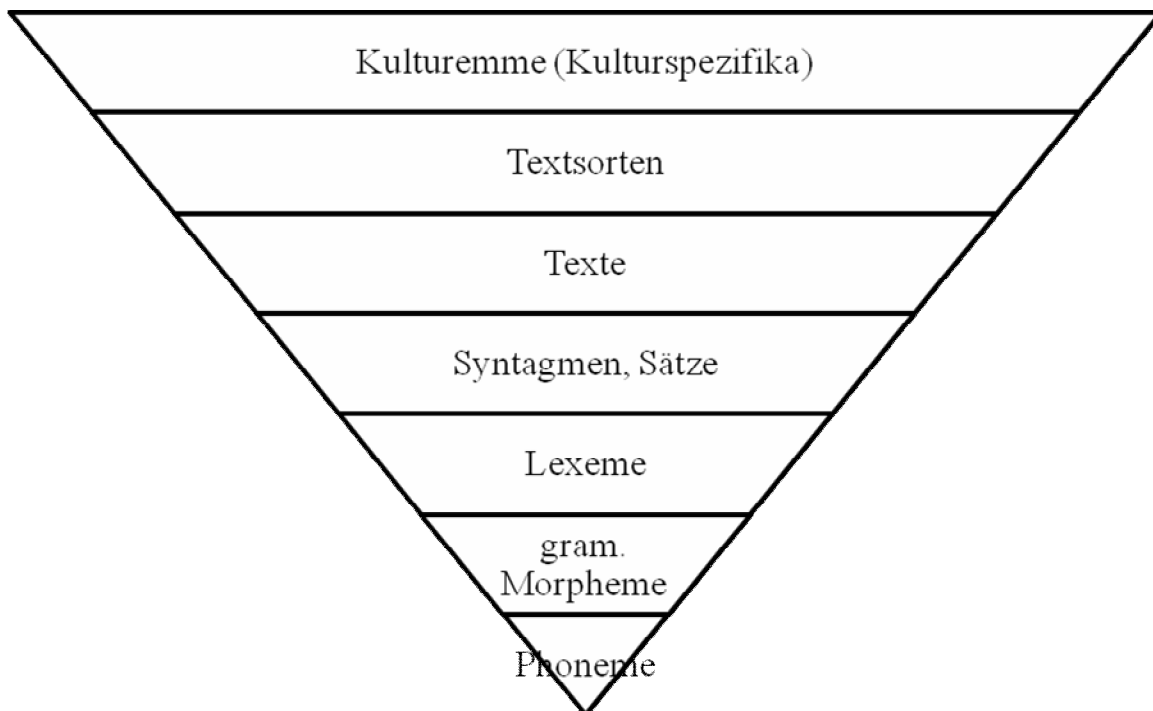 Kulturemme (Kulturspezifika)
Textsorten
Texte
Syntagmen, Sätze
Lexeme
gram.
Morpheme
Phoneme